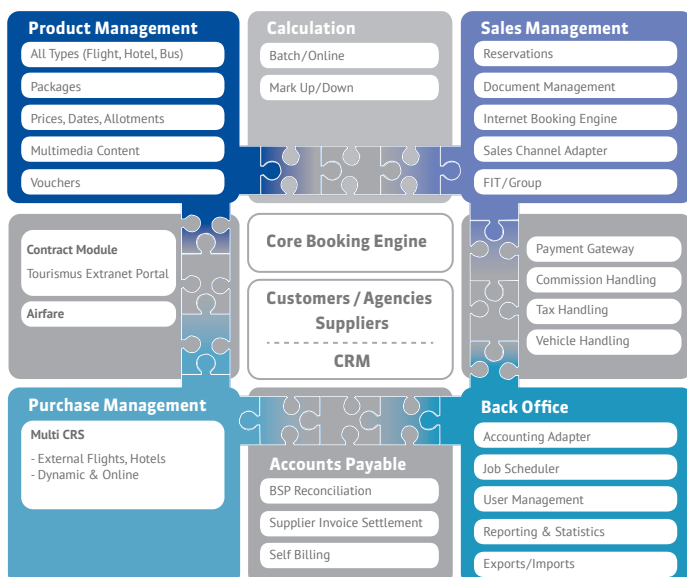 Product Management
All Types (Flight, Hotel, Bus)
Packages
Prices, Dates, Allotments
Multimedia Content
Vouchers
Calculation
Batch/Online
Mark Up/Down
Sales Management
Reservations
Document Management
Internet Booking Engine
Sales Channel Adapter
FIT/Group
Contract Module
Tourismus Extranet Portal
Airfare
Core Booking Engine
Customers / Agencies
Suppliers
CRM
Payment Gateway
Commission Handling
Tax Handling
Vehicle Handling
Purchase Management
Multi CRS
- External Flights, Hotels
- Dynamic & Online
Accounts Payable
BSP Reconciliation
Supplier Invoice Settlement
Self Billing
Back Office
Accounting Adapter
Job Scheduler
User Management
Reporting & Statistics
Exports/Imports